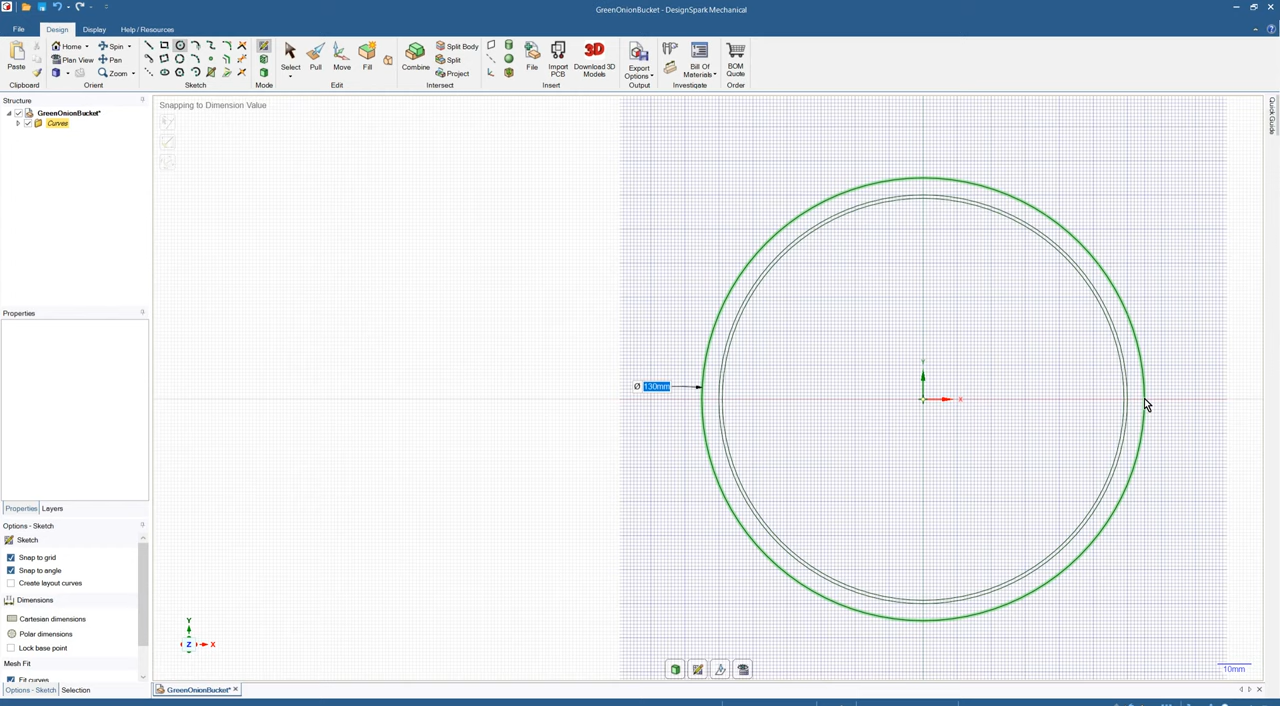 GreenOnionBucket - DesignSpark Mechanical
File
Design
Display
Help / Resources
Paste
Home
Plan View
Spin
Pan
Zoom
Select
Pull
Move
Fill
Combine
Split Body
Split
Project
File
Import PCB
Download 3D Models
Export Options
Bill Of Materials
BOM Quote
Clipboard
Orient
Sketch
Mode
Edit
Intersect
Insert
Output
Investigate
Order
Structure
GreenOnionBucket*
Curves
Snapping to Dimension Value
Quick Guide
Ø 130mm
Y
X
Properties
Properties
Layers
Options - Sketch
Sketch
Snap to grid
Snap to angle
Create layout curves
Dimensions
Cartesian dimensions
Polar dimensions
Lock base point
Mesh Fit
Fit curves
Options - Sketch
Selection
Y
Z
X
10mm
GreenOnionBucket*